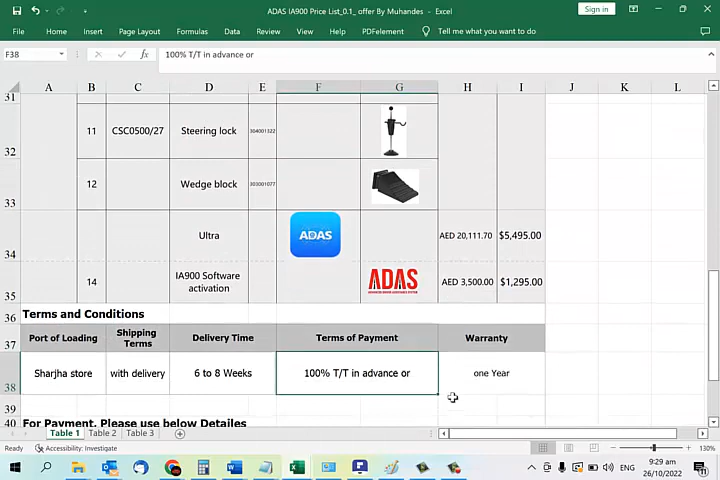 ADAS IA900 Price List_0.1_ offer By Muhandes - Excel
Sign in
File Home Insert Page Layout Formulas Data Review View Help PDFelement Tell me what you want to do
F38 fx 100% T/T in advance or
A B C D E F G H I J K L
31
11 CSC0500/27 Steering lock 304001322
32
12 Wedge block 303001077
33
Ultra ADAS AED 20,111.70 $5,495.00
34
14 IA900 Software activation ADAS AED 3,500.00 $1,295.00
35
36 Terms and Conditions
37 Port of Loading Shipping Terms Delivery Time Terms of Payment Warranty
38 Sharjha store with delivery 6 to 8 Weeks 100% T/T in advance or one Year
39
40 For Payment, Please use below Detailes
Table 1 Table 2 Table 3
Ready Accessibility: Investigate 130%
ENG 9:29 am
26/10/2022